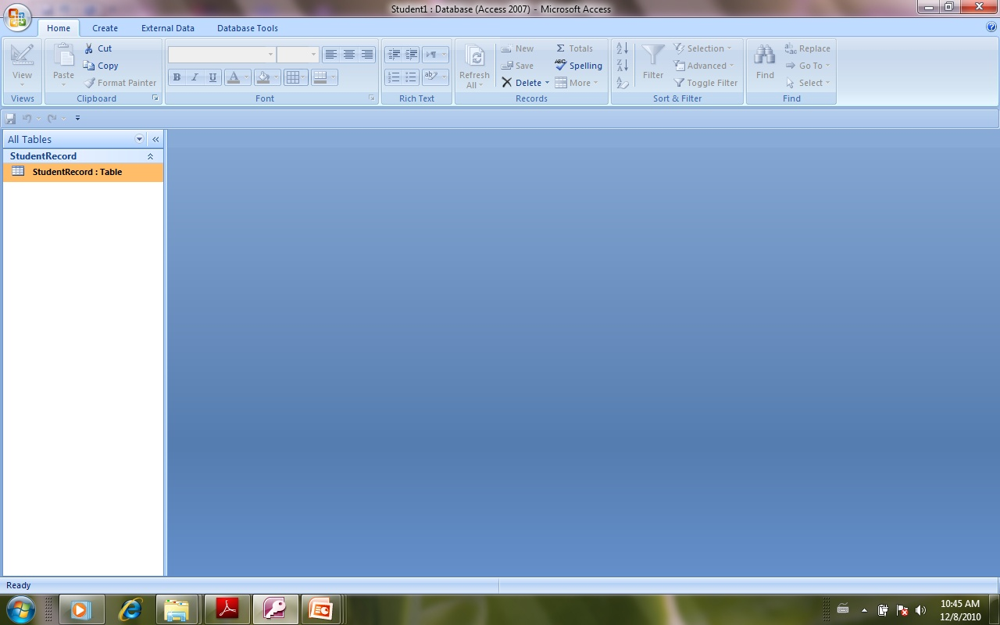 Student1 : Database (Access 2007) - Microsoft Access
Home Create External Data Database Tools
View
Views
Paste
Cut
Copy
Format Painter
Clipboard
B I U A
Font
Rich Text
Refresh All
New
Save
Delete
Totals
Spelling
More
Records
Filter
Selection
Advanced
Toggle Filter
Sort & Filter
Find
Replace
Go To
Select
Find
All Tables
StudentRecord
StudentRecord : Table
Ready
10:45 AM
12/8/2010